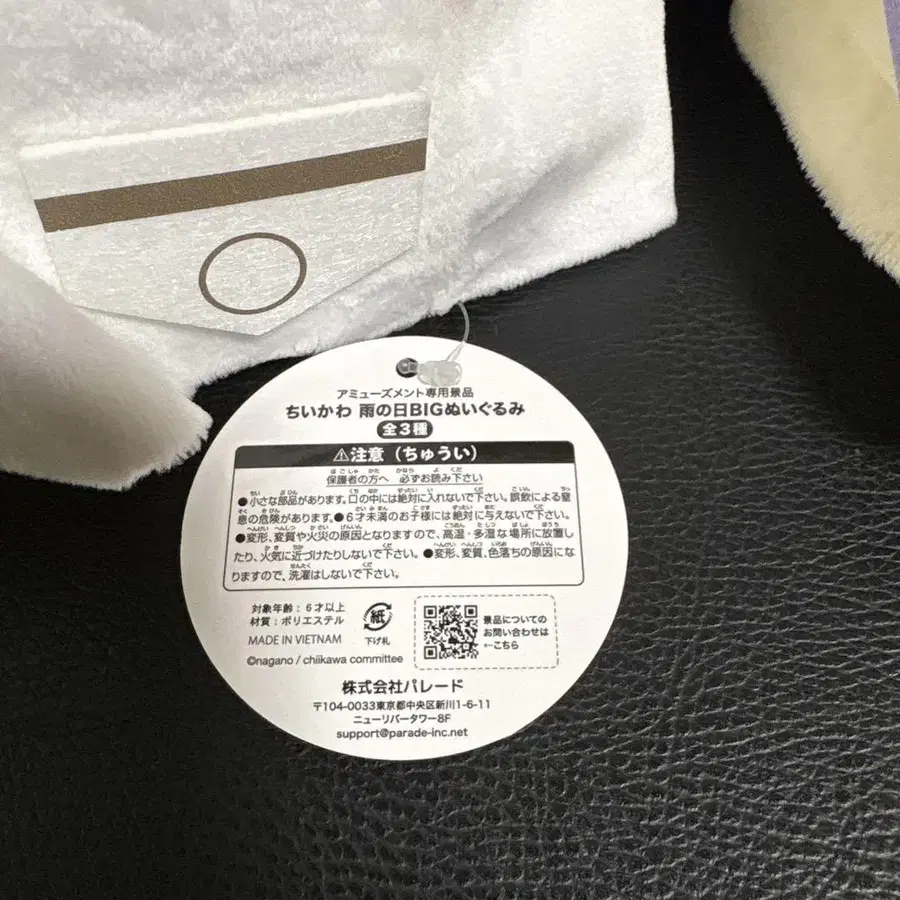 アミューズメント専用景品
ちいかわ 雨の日BIGぬいぐるみ
全3種
⚠注意（ちゅうい）
保護者の方へ 必ずお読み下さい
●小さな部品があります。口の中には絶対に入れないで下さい。誤飲による窒
息の危険があります。●6才未満のお子様には絶対に与えないで下さい。
●変形、変質や火災の原因となりますので、高温・多湿な場所に放置し
たり、火気に近づけたりしないで下さい。●変形、変質、色落ちの原因にな
りますので、洗濯はしないで下さい。
対象年齢：6才以上
材質：ポリエステル
MADE IN VIETNAM
©nagano / chiikawa committee
紙
下げ札
景品についての
お問い合わせは
←こちら
株式会社パレード
〒104-0033東京都中央区新川1-6-11
ニューリバータワー8F
support@parade-inc.net